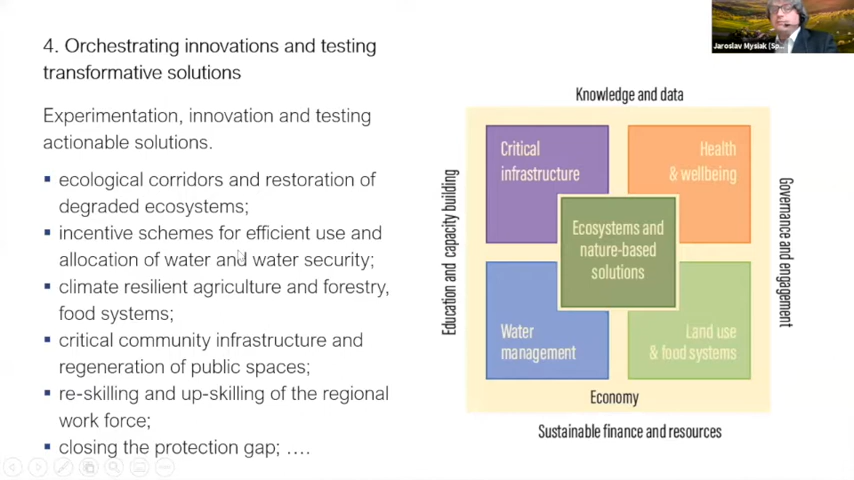 4. Orchestrating innovations and testing
transformative solutions
Experimentation, innovation and testing
actionable solutions.
▪ ecological corridors and restoration of
degraded ecosystems;
▪ incentive schemes for efficient use and
allocation of water and water security;
▪ climate resilient agriculture and forestry,
food systems;
▪ critical community infrastructure and
regeneration of public spaces;
▪ re-skilling and up-skilling of the regional
work force;
▪ closing the protection gap; ....
Jaroslav Mysiak (Sp...
Knowledge and data
Education and capacity building
Critical
infrastructure
Health
& wellbeing
Ecosystems and
nature-based
solutions
Water
management
Land use
& food systems
Governance and engagement
Economy
Sustainable finance and resources